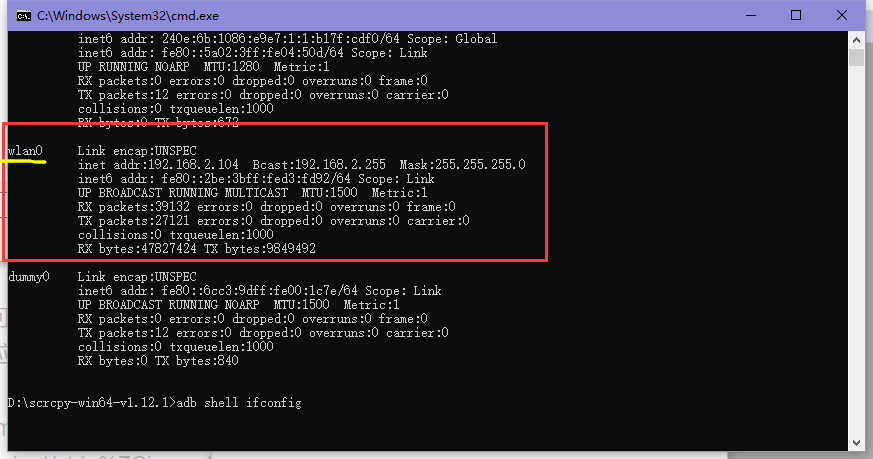 C:\Windows\System32\cmd.exe
inet6 addr: 240e:6b:1086:e9e7:1:1:b17f:cdf0/64 Scope: Global
inet6 addr: fe80::5a02:3ff:fe04:50d/64 Scope: Link
UP RUNNING NOARP  MTU:1280  Metric:1
RX packets:0 errors:0 dropped:0 overruns:0 frame:0
TX packets:12 errors:0 dropped:0 overruns:0 carrier:0
collisions:0 txqueuelen:1000
RX bytes:0 TX bytes:672
wlan0     Link encap:UNSPEC
inet addr:192.168.2.104  Bcast:192.168.2.255  Mask:255.255.255.0
inet6 addr: fe80::2be:3bff:fed3:fd92/64 Scope: Link
UP BROADCAST RUNNING MULTICAST  MTU:1500  Metric:1
RX packets:39132 errors:0 dropped:0 overruns:0 frame:0
TX packets:27121 errors:0 dropped:0 overruns:0 carrier:0
collisions:0 txqueuelen:1000
RX bytes:47827424 TX bytes:9849492
dummy0    Link encap:UNSPEC
inet6 addr: fe80::6cc3:9dff:fe00:1c7e/64 Scope: Link
UP BROADCAST RUNNING NOARP  MTU:1500  Metric:1
RX packets:0 errors:0 dropped:0 overruns:0 frame:0
TX packets:12 errors:0 dropped:0 overruns:0 carrier:0
collisions:0 txqueuelen:1000
RX bytes:0 TX bytes:840
D:\scrcpy-win64-v1.12.1>adb shell ifconfig